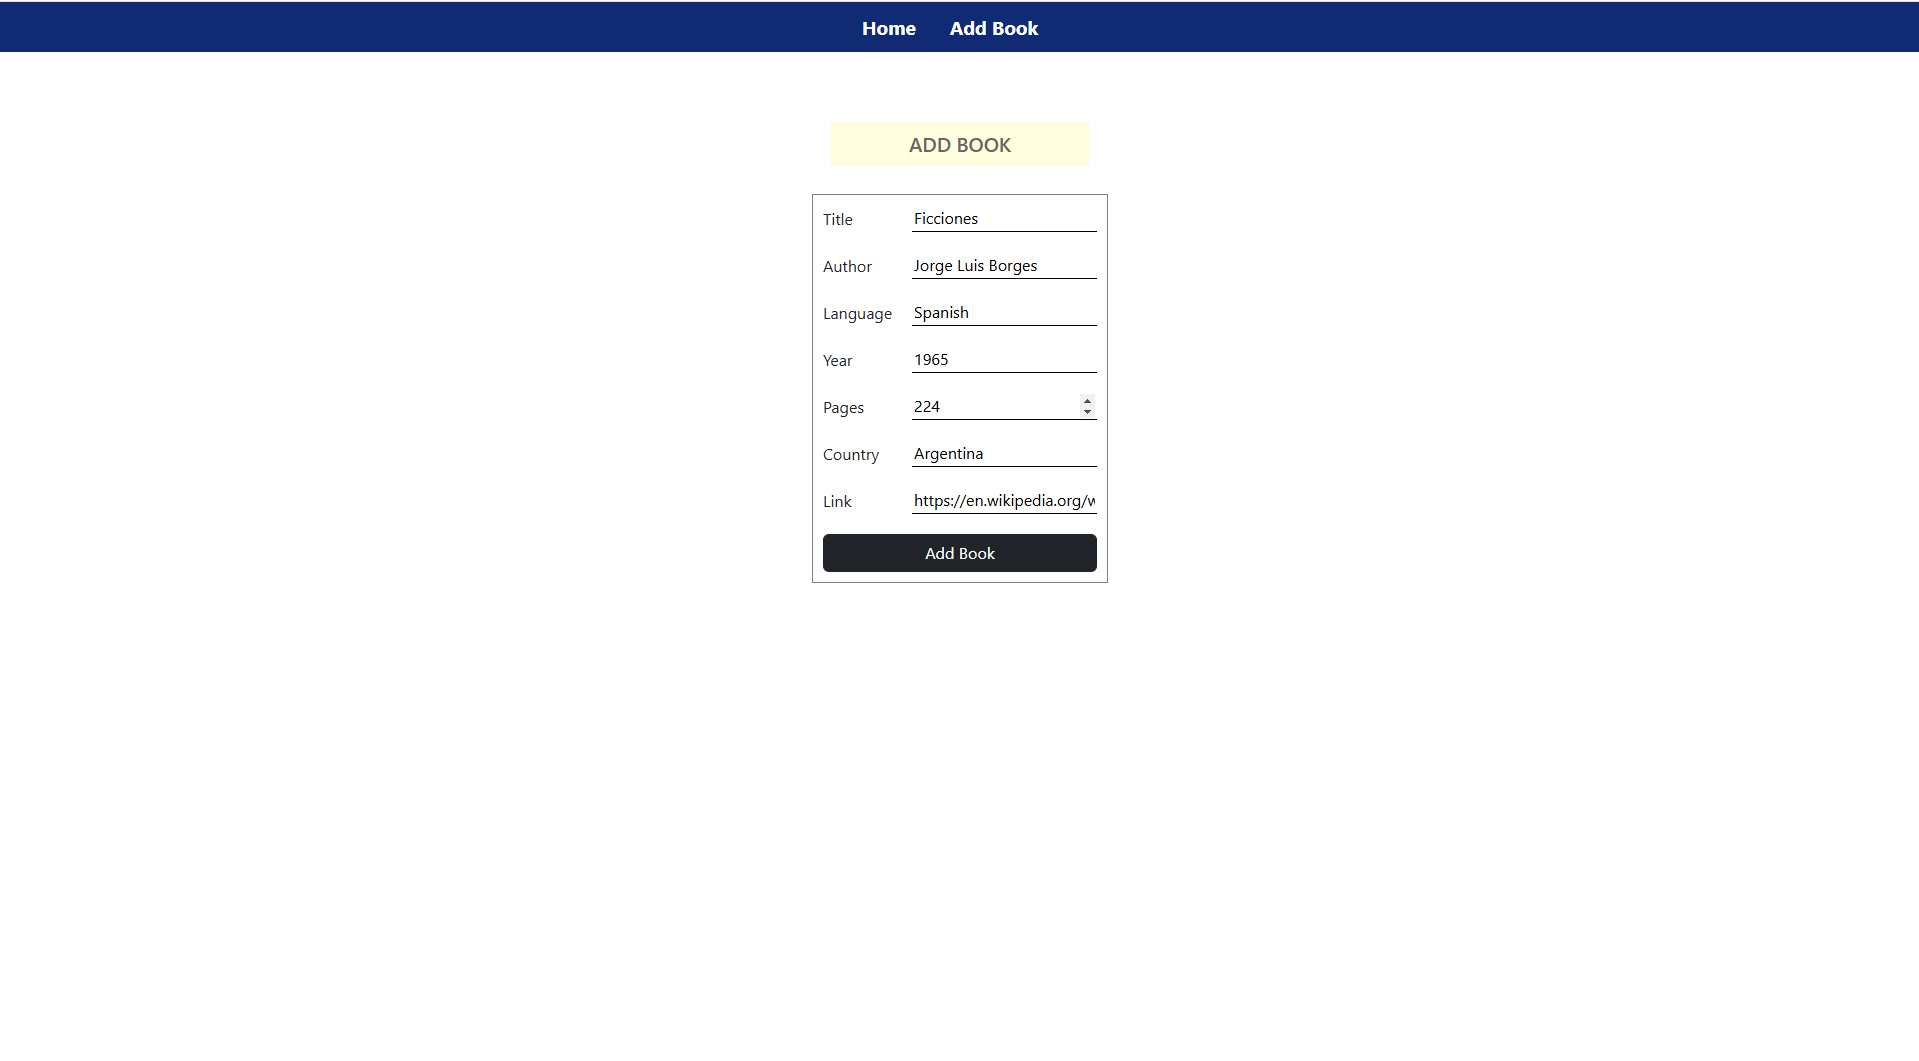 Home Add Book
ADD BOOK
Title Ficciones
Author Jorge Luis Borges
Language Spanish
Year 1965
Pages 224
Country Argentina
Link https://en.wikipedia.org/w
Add Book